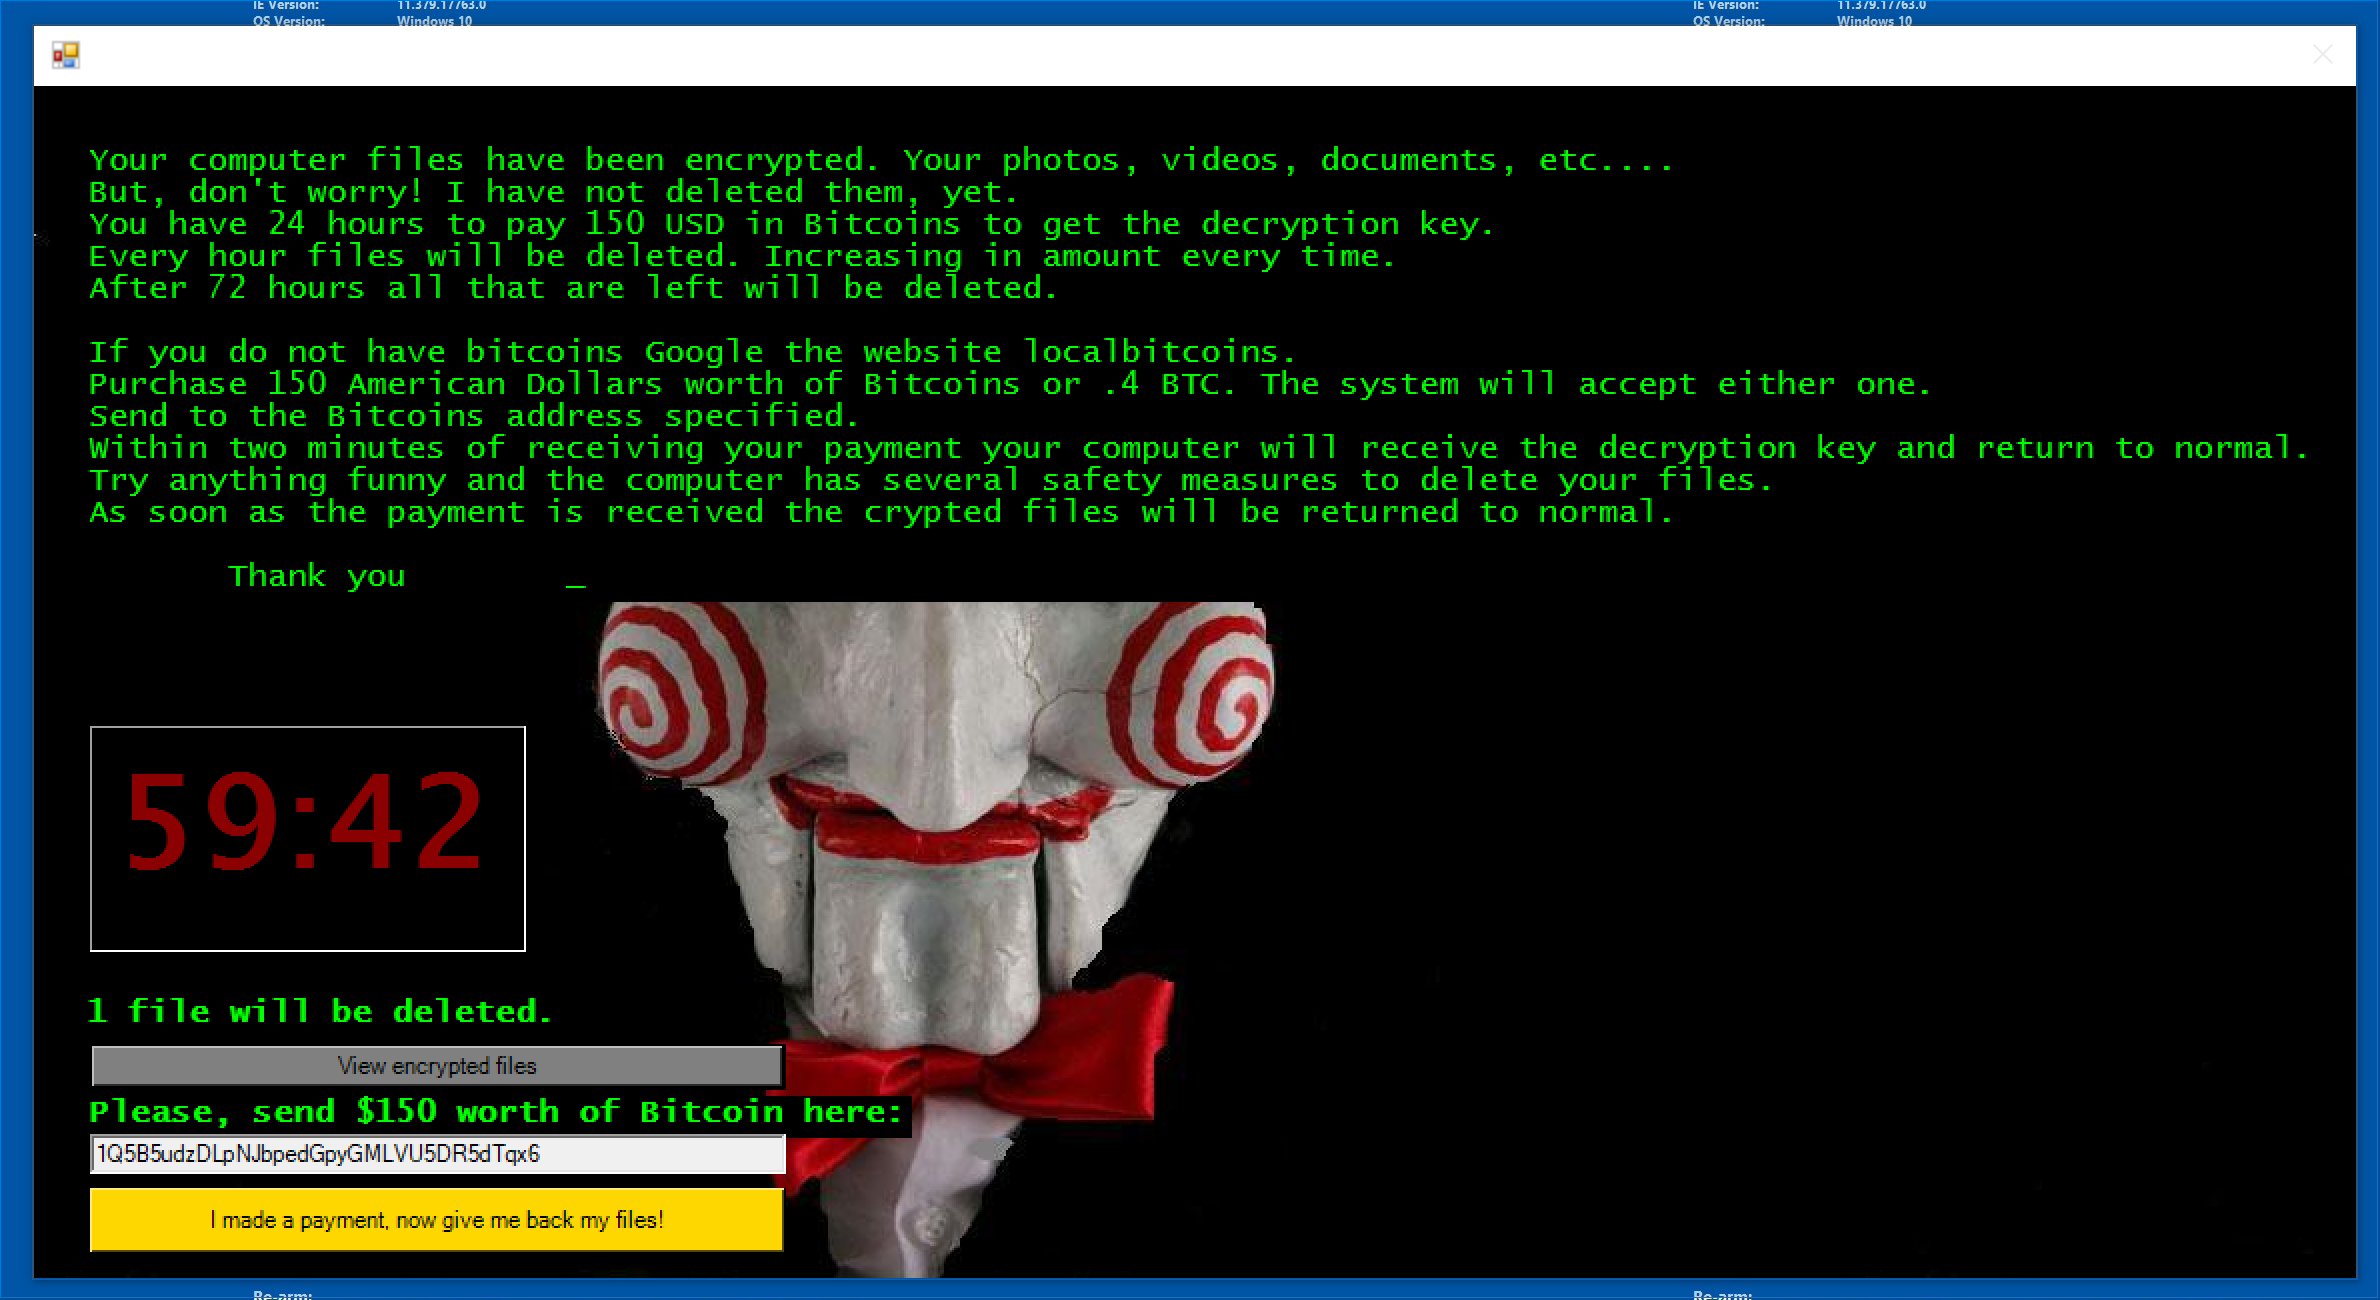 IE Version: 11.379.17763.0 IE Version: 11.379.17763.0
OS Version: Windows 10 OS Version: Windows 10
Your computer files have been encrypted. Your photos, videos, documents, etc....
But, don't worry! I have not deleted them, yet.
You have 24 hours to pay 150 USD in Bitcoins to get the decryption key.
Every hour files will be deleted. Increasing in amount every time.
After 72 hours all that are left will be deleted.
If you do not have bitcoins Google the website localbitcoins.
Purchase 150 American Dollars worth of Bitcoins or .4 BTC. The system will accept either one.
Send to the Bitcoins address specified.
Within two minutes of receiving your payment your computer will receive the decryption key and return to normal.
Try anything funny and the computer has several safety measures to delete your files.
As soon as the payment is received the crypted files will be returned to normal.
Thank you _
59:42
1 file will be deleted.
View encrypted files
Please, send $150 worth of Bitcoin here:
1Q5B5udzDLpNJbpedGpyGMLVU5DR5dTqx6
I made a payment, now give me back my files!
Re-arm: Re-arm: